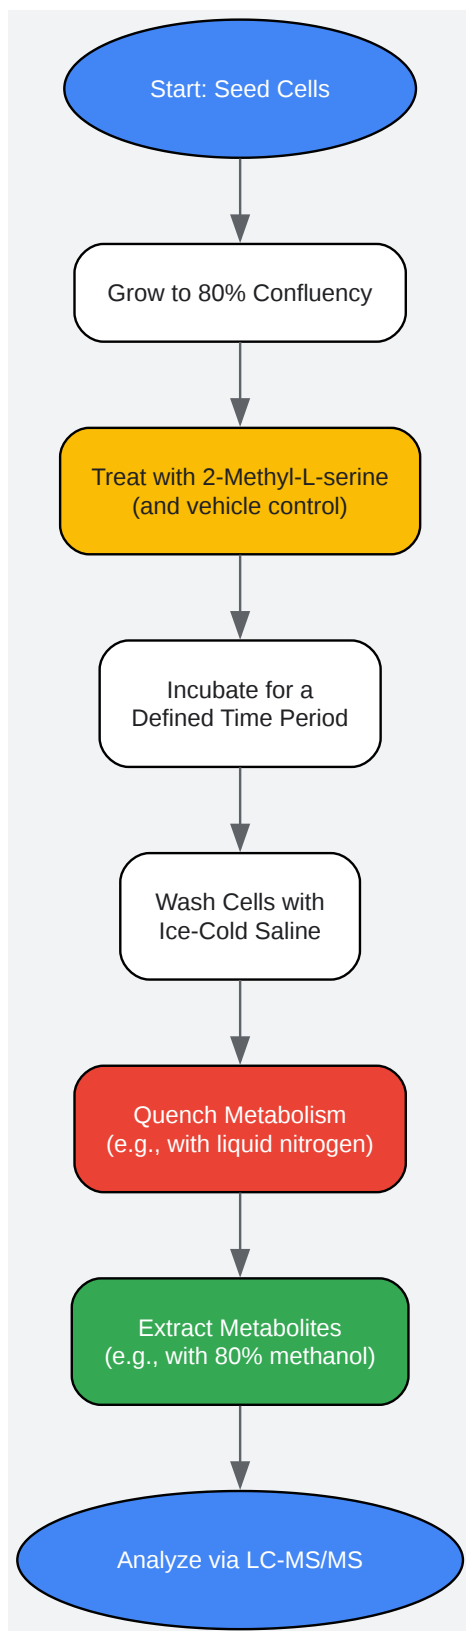 Start: Seed Cells
Grow to 80% Confluency
Treat with 2-Methyl-L-serine
(and vehicle control)
Incubate for a
Defined Time Period
Wash Cells with
Ice-Cold Saline
Quench Metabolism
(e.g., with liquid nitrogen)
Extract Metabolites
(e.g., with 80% methanol)
Analyze via LC-MS/MS